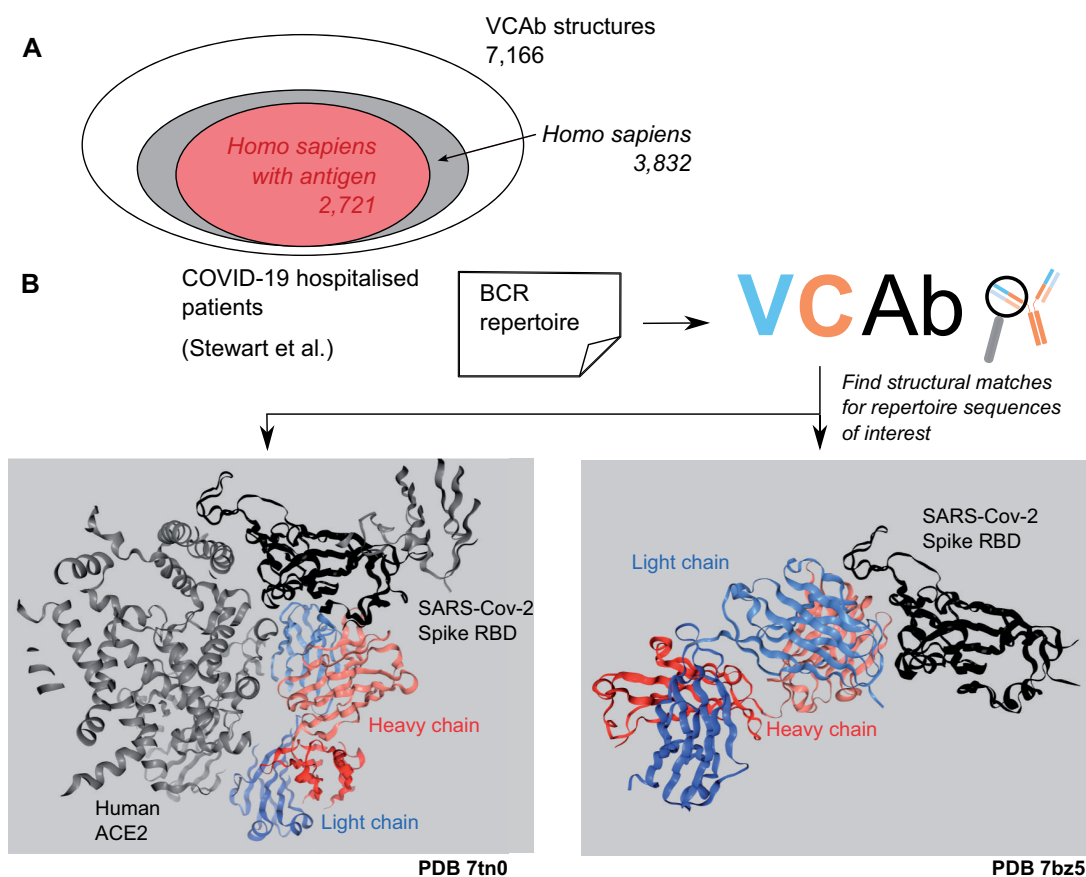 A
VCAb structures
7,166
Homo sapiens
with antigen
2,721
Homo sapiens
3,832
B
COVID-19 hospitalised
patients
(Stewart et al.)
BCR
repertoire
VCAb
Find structural matches
for repertoire sequences
of interest
SARS-Cov-2
Spike RBD
Heavy chain
Human
ACE2
Light chain
PDB 7tn0
SARS-Cov-2
Spike RBD
Light chain
Heavy chain
PDB 7bz5